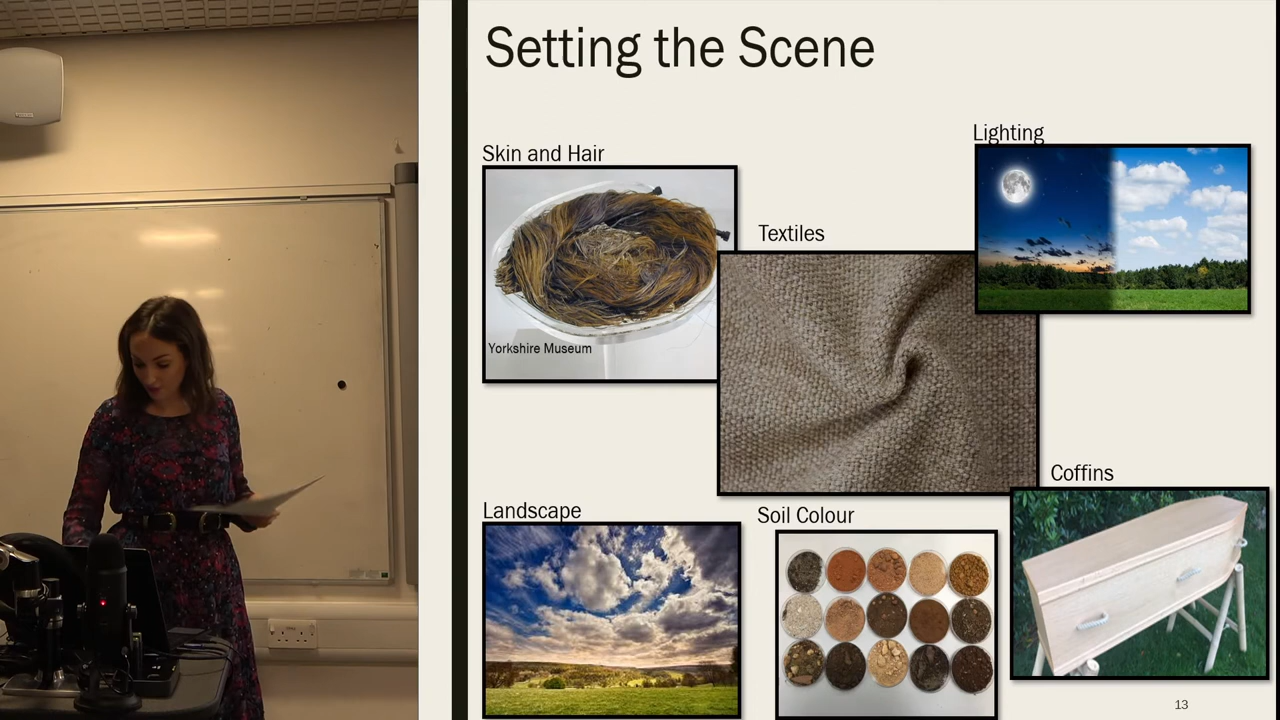 Setting the Scene
Lighting
Skin and Hair
Textiles
Yorkshire Museum
Coffins
Landscape
Soil Colour
13